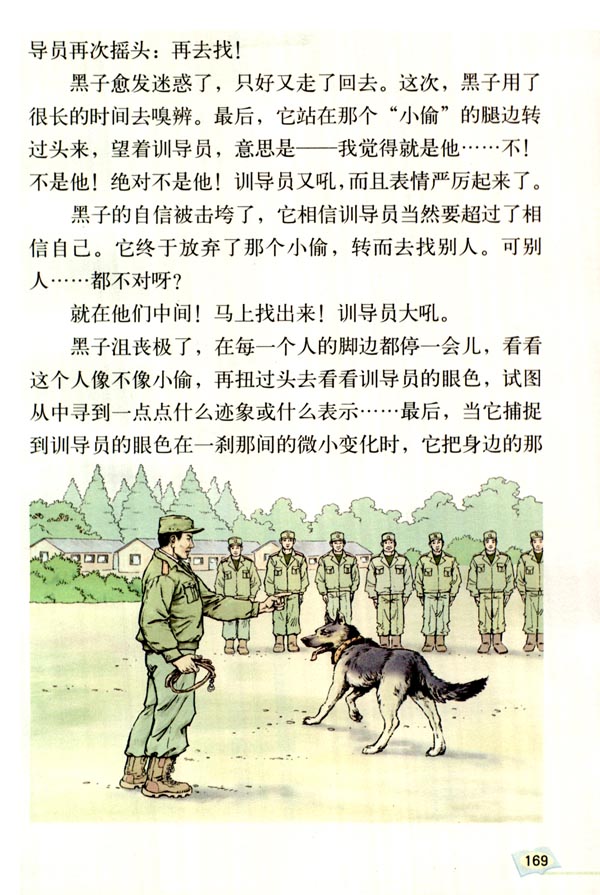 导员再次摇头：再去找！
黑子愈发迷惑了，只好又走了回去。这次，黑子用了
很长的时间去嗅辨。最后，它站在那个“小偷”的腿边转
过头来，望着训导员，意思是——我觉得就是他……不！
不是他！绝对不是他！训导员又吼，而且表情严厉起来了。
黑子的自信被击垮了，它相信训导员当然要超过了相
信自己。它终于放弃了那个小偷，转而去找别人。可别
人……都不对呀？
就在他们中间！马上找出来！训导员大吼。
黑子沮丧极了，在每一个人的脚边都停一会儿，看看
这个人像不像小偷，再扭过头去看看训导员的眼色，试图
从中寻到一点点什么迹象或什么表示……最后，当它捕捉
到训导员的眼色在一刹那间的微小变化时，它把身边的那
169